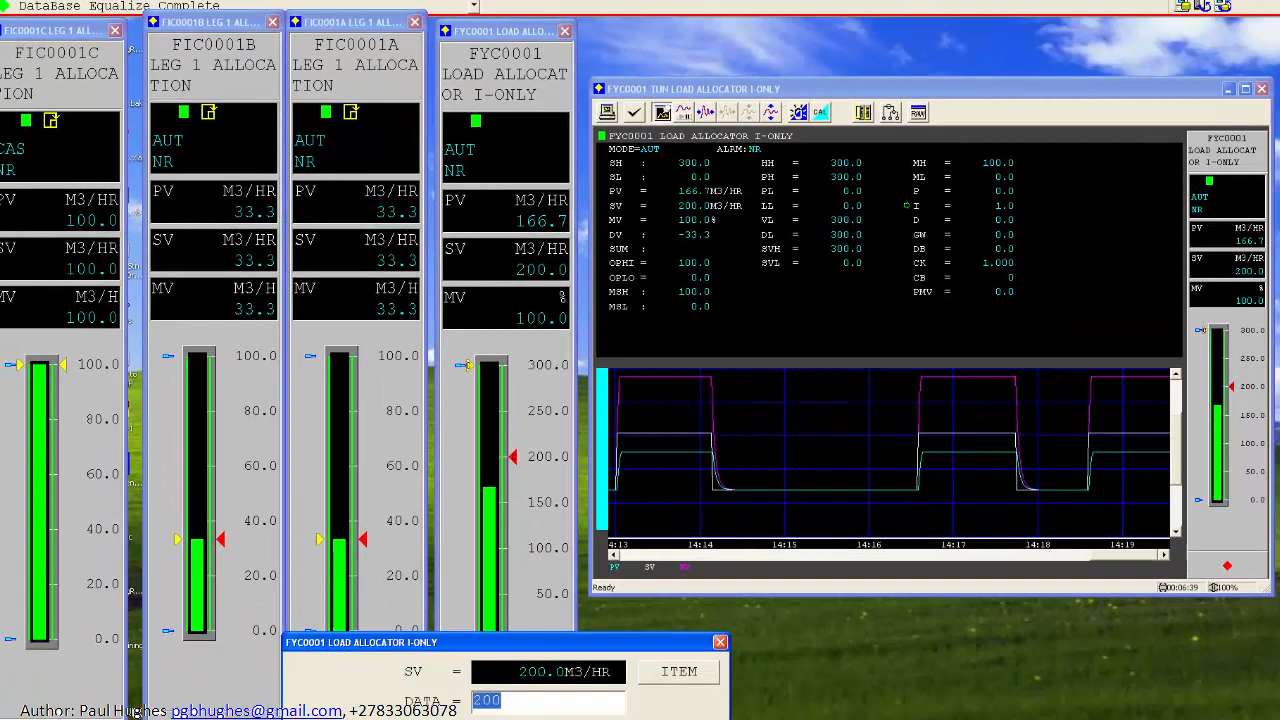 DataBase Equalize Complete
FIC0001C LEG 1 ALL...
FIC0001C
LEG 1 ALLOCA
TION
CAS
NR
PV M3/HR
100.0
SV M3/HR
100.0
MV M3/H
100.0
100.0
80.0
60.0
40.0
20.0
0.0
FIC0001B LEG 1 ALL...
FIC0001B
LEG 1 ALLOCA
TION
AUT
NR
PV M3/HR
33.3
SV M3/HR
33.3
MV M3/H
33.3
100.0
80.0
60.0
40.0
20.0
0.0
FIC0001A LEG 1 ALL...
FIC0001A
LEG 1 ALLOCA
TION
AUT
NR
PV M3/HR
33.3
SV M3/HR
33.3
MV M3/H
33.3
100.0
80.0
60.0
40.0
20.0
0.0
FYC0001 LOAD ALLO...
FYC0001
LOAD ALLOCAT
OR I-ONLY
AUT
NR
PV M3/HR
166.7
SV M3/HR
200.0
MV %
100.0
300.0
250.0
200.0
150.0
100.0
50.0
FYC0001 TUN LOAD ALLOCATOR I-ONLY
CAL
RAW
FYC0001 LOAD ALLOCATOR I-ONLY
MODE=AUT ALRM:NR
SH : 300.0 HH = 300.0 MH = 100.0
SL : 0.0 PH = 300.0 ML = 0.0
PV = 166.7M3/HR PL = 0.0 P = 0.0
SV = 200.0M3/HR LL = 0.0 I = 1.0
MV = 100.0% VL = 300.0 D = 0.0
DV : -33.3 DL = 300.0 GW = 0.0
SUM : SVH = 300.0 DB = 0.0
OPHI = 100.0 SVL = 0.0 CK = 1.000
OPLO = 0.0 CB = 0
MSH : 100.0 PMV = 0.0
MSL : 0.0
4:13 14:14 14:15 14:16 14:17 14:18 14:19
PV SV MV
Ready 00:06:39 100%
FYC0001
LOAD ALLOCAT
OR I-ONLY
AUT
NR
PV M3/HR
166.7
SV M3/HR
200.0
MV %
100.0
300.0
250.0
200.0
150.0
100.0
50.0
0.0
FYC0001 LOAD ALLOCATOR I-ONLY
SV = 200.0M3/HR ITEM
DATA = 200
Author: Paul Hughes pgbhughes@gmail.com, +27833063078